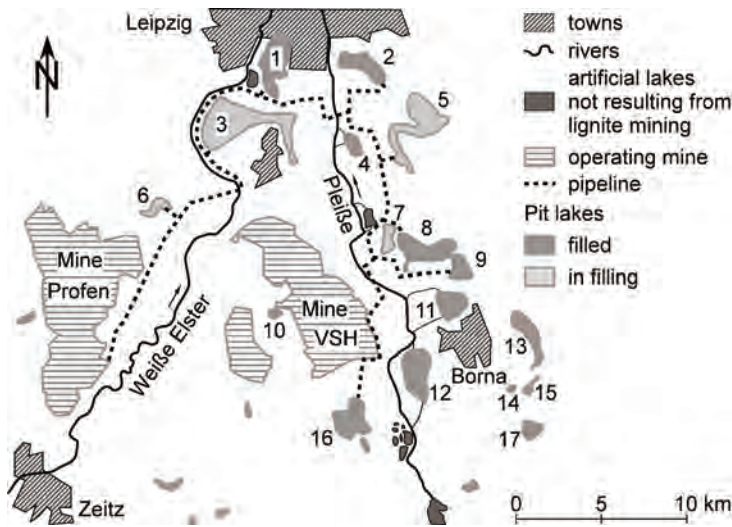 Leipzig
N
1
2
3
4
5
6
7
8
9
10
11
12
13
14
15
16
17
Pleiße
Weiße Elster
Mine
Profen
Mine
VSH
Borna
Zeitz
towns
rivers
artificial lakes
not resulting from
lignite mining
operating mine
pipeline
Pit lakes
filled
in filling
0 5 10 km